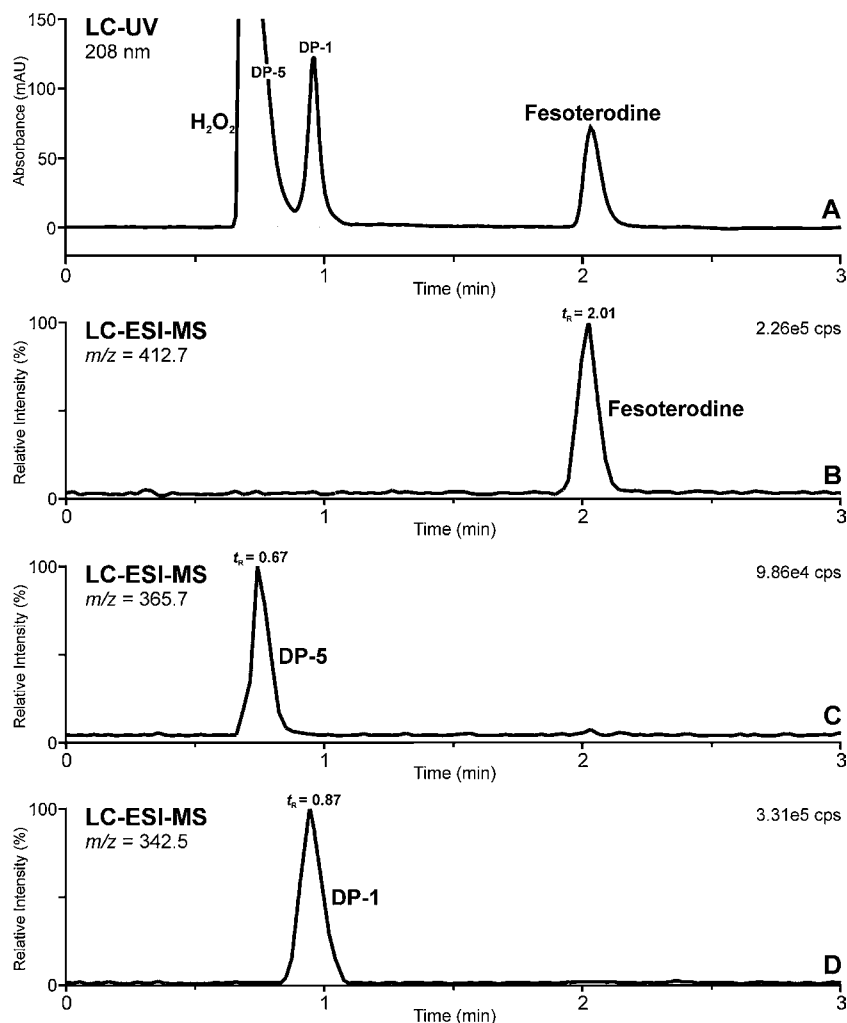 LC-UV
208 nm
150
100
50
0
Absorbance (mAU)
H₂O₂
DP-5
DP-1
Fesoterodine
A
0 1 2 3
Time (min)
LC-ESI-MS
m/z = 412.7
tR = 2.01
2.26e5 cps
100
0
Relative Intensity (%)
Fesoterodine
B
0 1 2 3
Time (min)
LC-ESI-MS
m/z = 365.7
tR = 0.67
9.86e4 cps
100
0
Relative Intensity (%)
DP-5
C
0 1 2 3
Time (min)
LC-ESI-MS
m/z = 342.5
tR = 0.87
3.31e5 cps
100
0
Relative Intensity (%)
DP-1
D
0 1 2 3
Time (min)